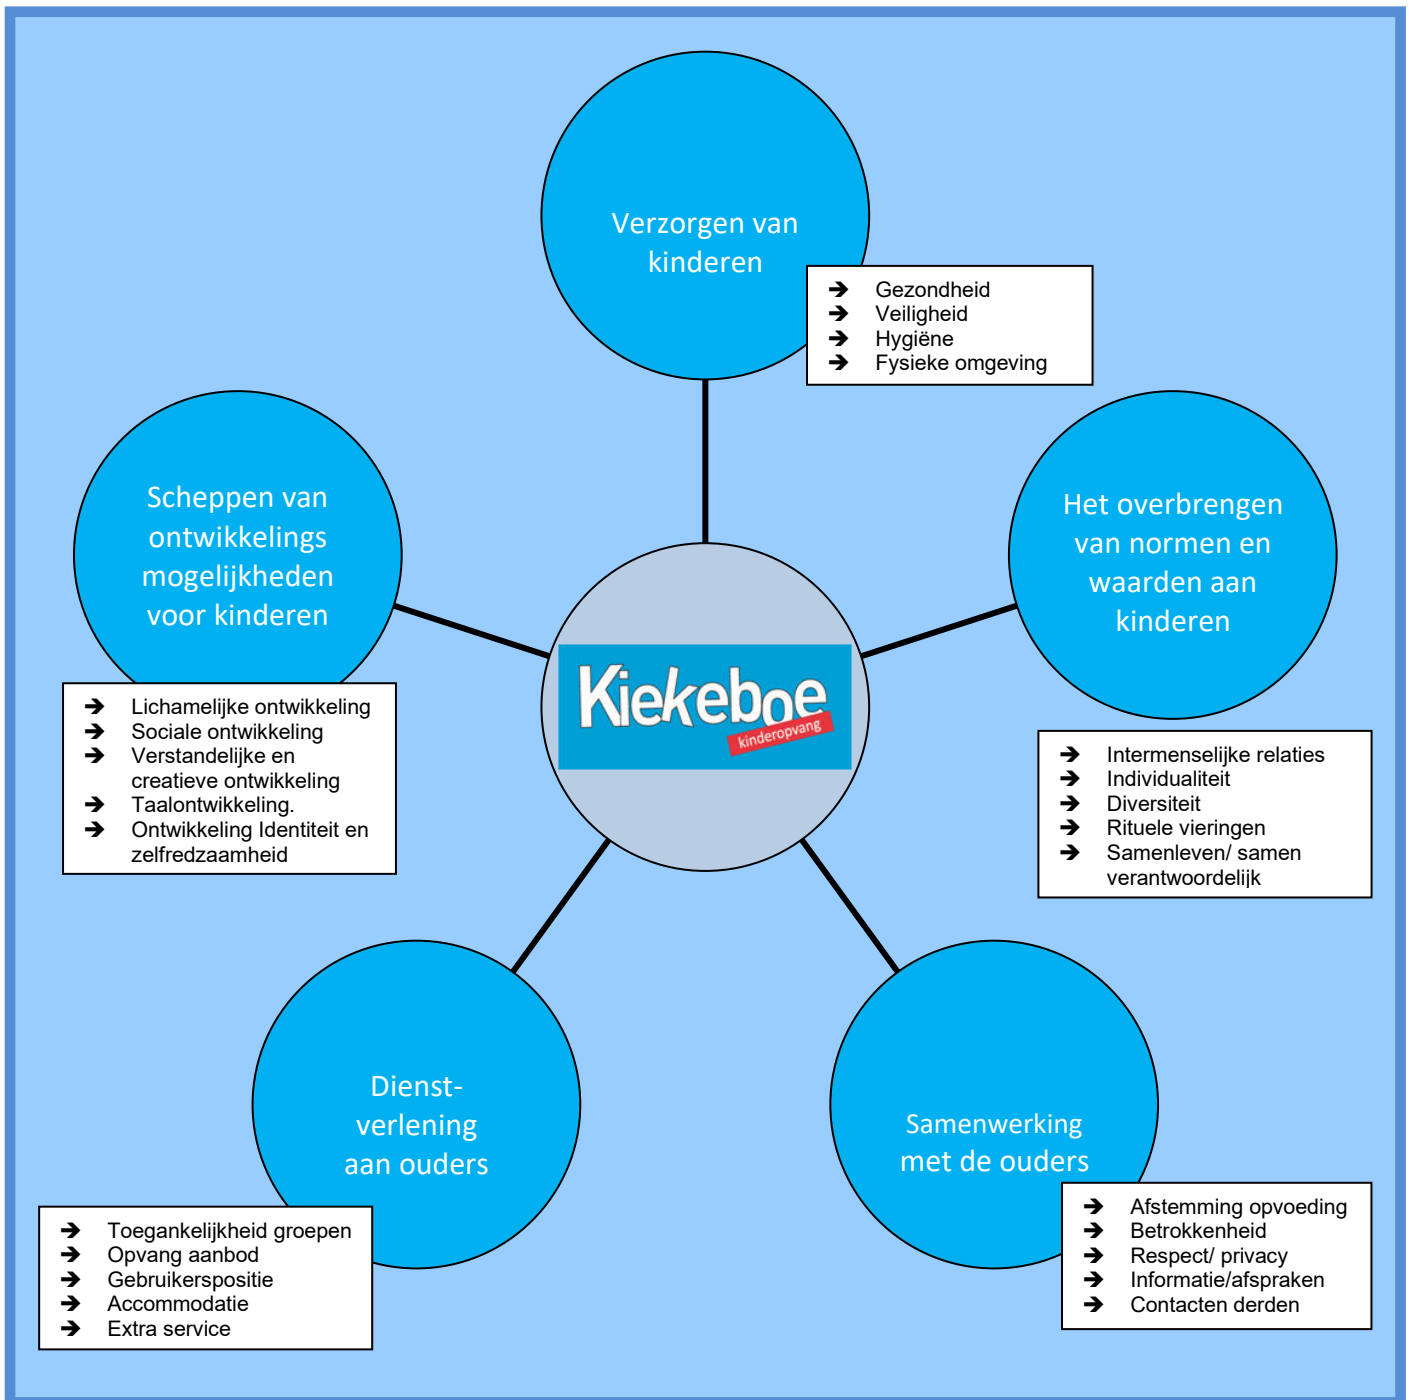 Verzorgen van
kinderen
➔ Gezondheid
➔ Veiligheid
➔ Hygiëne
➔ Fysieke omgeving
Scheppen van
ontwikkelings
mogelijkheden
voor kinderen
➔ Lichamelijke ontwikkeling
➔ Sociale ontwikkeling
➔ Verstandelijke en
creatieve ontwikkeling
➔ Taalontwikkeling.
➔ Ontwikkeling Identiteit en
zelfredzaamheid
Het overbrengen
van normen en
waarden aan
kinderen
➔ Intermenselijke relaties
➔ Individualiteit
➔ Diversiteit
➔ Rituele vieringen
➔ Samenleven/ samen
verantwoordelijk
Kiekeboe
kinderopvang
Dienst-
verlening
aan ouders
➔ Toegankelijkheid groepen
➔ Opvang aanbod
➔ Gebruikerspositie
➔ Accommodatie
➔ Extra service
Samenwerking
met de ouders
➔ Afstemming opvoeding
➔ Betrokkenheid
➔ Respect/ privacy
➔ Informatie/afspraken
➔ Contacten derden